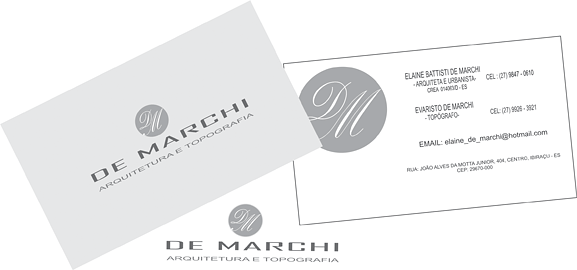 DM
DE MARCHI
ARQUITETURA E TOPOGRAFIA
DM
ELAINE BATTISTI DE MARCHI
- ARQUITETA E URBANISTA-
CREA 014063/D - ES
CEL : (27) 9847 - 0610
EVARISTO DE MARCHI
-TOPÓGRAFO-
CEL: (27) 9926 - 3921
EMAIL: elaine_de_marchi@hotmail.com
RUA: JOÃO ALVES DA MOTTA JUNIOR, 404, CENTRO, IBIRAÇU - ES
CEP: 29670-000
DM
DE MARCHI
ARQUITETURA E TOPOGRAFIA